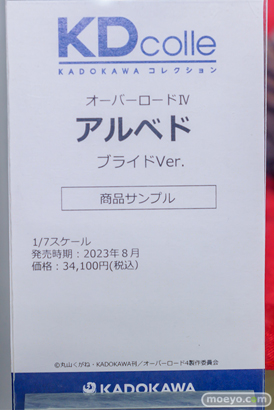 KDcolle
KADOKAWA コレクション
オーバーロードⅣ
アルベド
ブライドVer.
商品サンプル
1/7スケール
発売時期：2023年８月
価格：34,100円(税込)
©丸山くがね・KADOKAWA刊／オーバーロード4製作委員会
KADOKAWA
moeyo.com